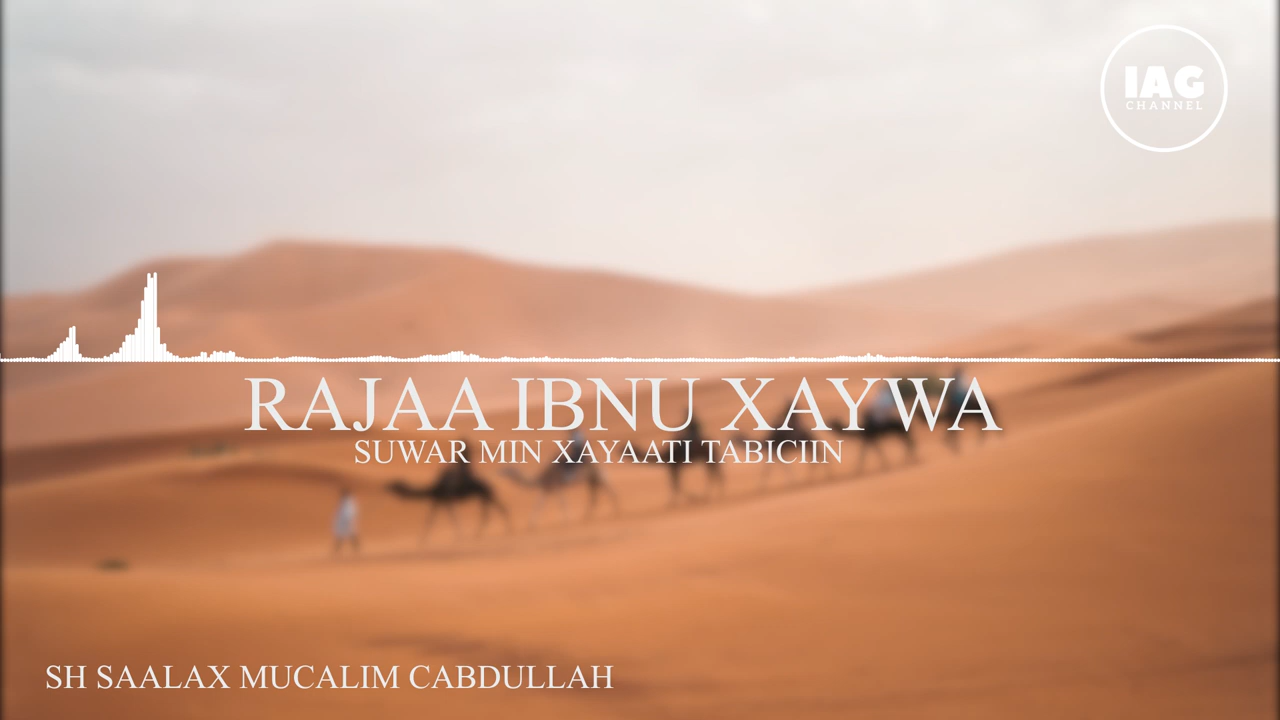 IAG
CHANNEL
RAJAA IBNU XAYWA
SUWAR MIN XAYAATI TABICIIN
SH SAALAX MUCALIM CABDULLAH